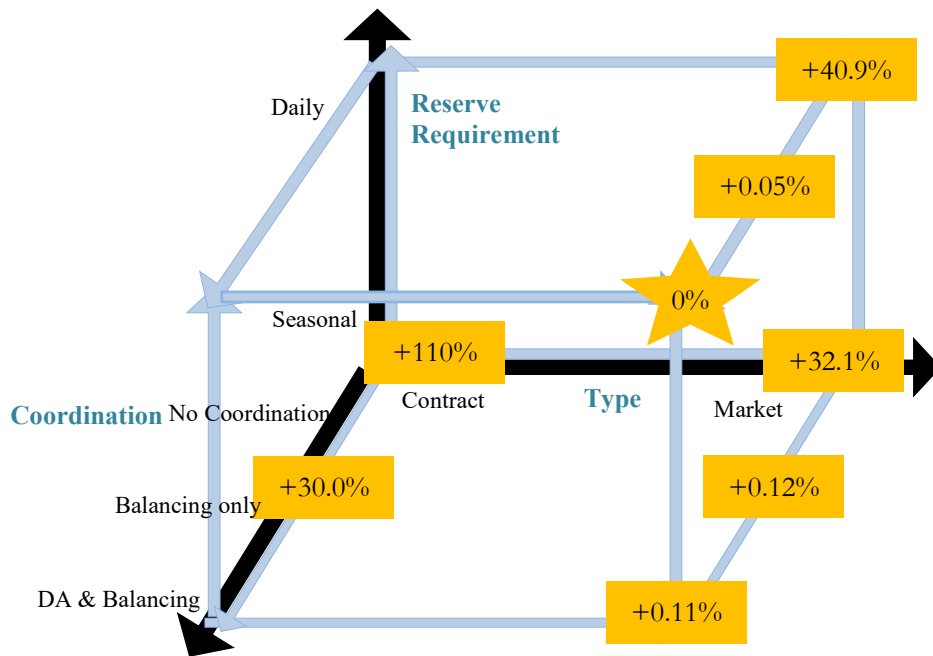 +40.9%
Daily
Reserve
Requirement
+0.05%
0%
Seasonal
+110%
+32.1%
Contract
Type
Market
Coordination
No Coordination
+30.0%
+0.12%
Balancing only
DA & Balancing
+0.11%